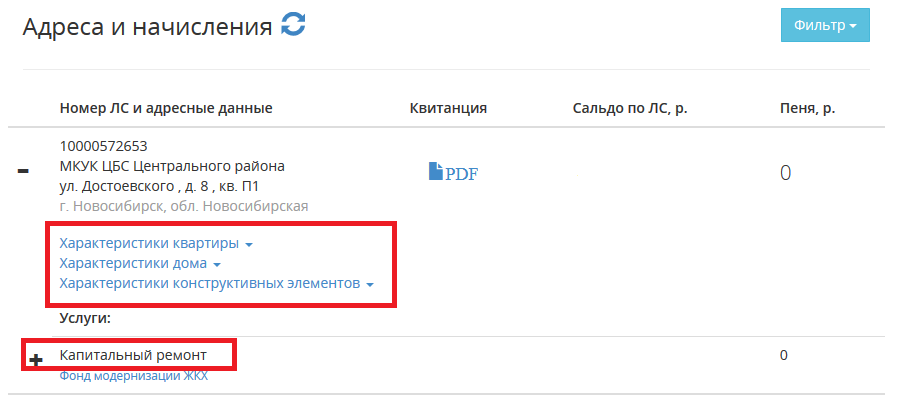 Адреса и начисления
Фильтр
Номер ЛС и адресные данные Квитанция Сальдо по ЛС, р. Пеня, р.
10000572653
МКУК ЦБС Центрального района
ул. Достоевского , д. 8 , кв. П1
г. Новосибирск, обл. Новосибирская
PDF
0
Характеристики квартиры
Характеристики дома
Характеристики конструктивных элементов
Услуги:
Капитальный ремонт 0
Фонд модернизации ЖКХ